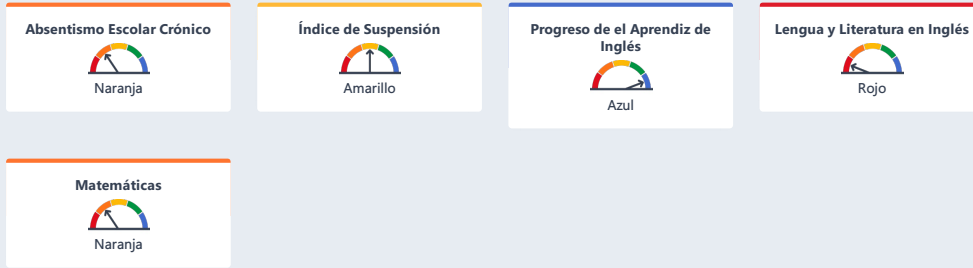 Absentismo Escolar Crónico
Naranja
Índice de Suspensión
Amarillo
Progreso de el Aprendiz de
Inglés
Azul
Lengua y Literatura en Inglés
Rojo
Matemáticas
Naranja